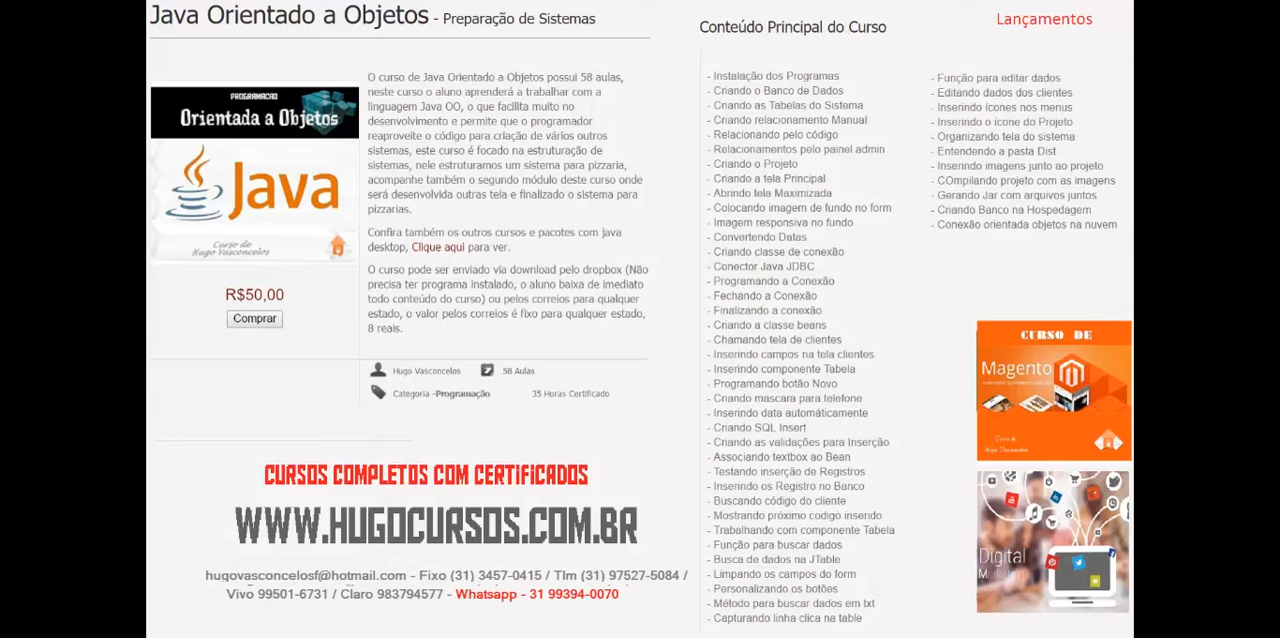 Java Orientado a Objetos - Preparação de Sistemas
PROGRAMACAO
Orientada a Objetos
Java
Curso de
Hugo Vasconcelos
R$50,00
Comprar
O curso de Java Orientado a Objetos possui 58 aulas,
neste curso o aluno aprenderá a trabalhar com a
linguagem Java OO, o que facilita muito no
desenvolvimento e permite que o programador
reaproveite o código para criação de vários outros
sistemas, este curso é focado na estruturação de
sistemas, nele estruturamos um sistema para pizzaria,
acompanhe também o segundo módulo deste curso onde
será desenvolvida outras tela e finalizado o sistema para
pizzarias.
Confira também os outros cursos e pacotes com java
desktop, Clique aqui para ver.
O curso pode ser enviado via download pelo dropbox (Não
precisa ter programa instalado, o aluno baixa de imediato
todo conteúdo do curso) ou pelos correios para qualquer
estado, o valor pelos correios é fixo para qualquer estado,
8 reais.
Hugo Vasconcelos 58 Aulas
Categoria -Programação 35 Horas Certificado
CURSOS COMPLETOS COM CERTIFICADOS
WWW.HUGOCURSOS.COM.BR
hugovasconcelosf@hotmail.com - Fixo (31) 3457-0415 / TIm (31) 97527-5084 /
Vivo 99501-6731 / Claro 983794577 - Whatsapp - 31 99394-0070
Conteúdo Principal do Curso
- Instalação dos Programas
- Criando o Banco de Dados
- Criando as Tabelas do Sistema
- Criando relacionamento Manual
- Relacionando pelo código
- Relacionamentos pelo painel admin
- Criando o Projeto
- Criando a tela Principal
- Abrindo tela Maximizada
- Colocando imagem de fundo no form
- Imagem responsiva no fundo
- Convertendo Datas
- Criando classe de conexão
- Conector Java JDBC
- Programando a Conexão
- Fechando a Conexão
- Finalizando a conexão
- Criando a classe beans
- Chamando tela de clientes
- Inserindo campos na tela clientes
- Inserindo componente Tabela
- Programando botão Novo
- Criando mascara para telefone
- Inserindo data automáticamente
- Criando SQL Insert
- Criando as validações para Inserção
- Associando textbox ao Bean
- Testando inserção de Registros
- Inserindo os Registro no Banco
- Buscando código do cliente
- Mostrando próximo codigo inserido
- Trabalhando com componente Tabela
- Função para buscar dados
- Busca de dados na JTable
- Limpando os campos do form
- Personalizando os botões
- Método para buscar dados em txt
- Capturando linha clica na table
Lançamentos
- Função para editar dados
- Editando dados dos clientes
- Inserindo ícones nos menus
- Inserindo o ícone do Projeto
- Organizando tela do sistema
- Entendendo a pasta Dist
- Inserindo imagens junto ao projeto
- COmpilando projeto com as imagens
- Gerando Jar com arquivos juntos
- Criando Banco na Hospedagem
- Conexão orientada objetos na nuvem
CURSO DE
Magento
Curso de
Hugo Vasconcelos
Digital